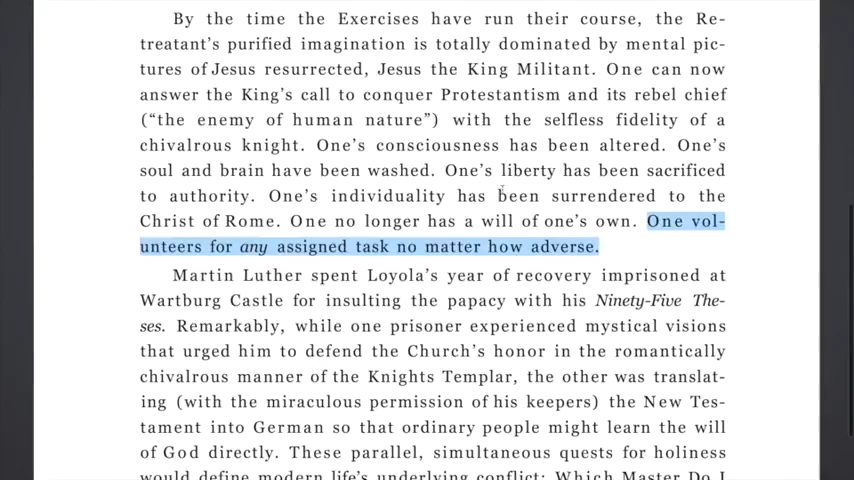 By the time the Exercises have run their course, the Re-
treatant's purified imagination is totally dominated by mental pic-
tures of Jesus resurrected, Jesus the King Militant. One can now
answer the King's call to conquer Protestantism and its rebel chief
(“the enemy of human nature”) with the selfless fidelity of a
chivalrous knight. One's consciousness has been altered. One's
soul and brain have been washed. One's liberty has been sacrificed
to authority. One's individuality has been surrendered to the
Christ of Rome. One no longer has a will of one's own. One vol-
unteers for any assigned task no matter how adverse.
Martin Luther spent Loyola's year of recovery imprisoned at
Wartburg Castle for insulting the papacy with his Ninety-Five The-
ses. Remarkably, while one prisoner experienced mystical visions
that urged him to defend the Church's honor in the romantically
chivalrous manner of the Knights Templar, the other was translat-
ing (with the miraculous permission of his keepers) the New Tes-
tament into German so that ordinary people might learn the will
of God directly. These parallel, simultaneous quests for holiness
would define modern life's underlying conflict: Which Master Do I